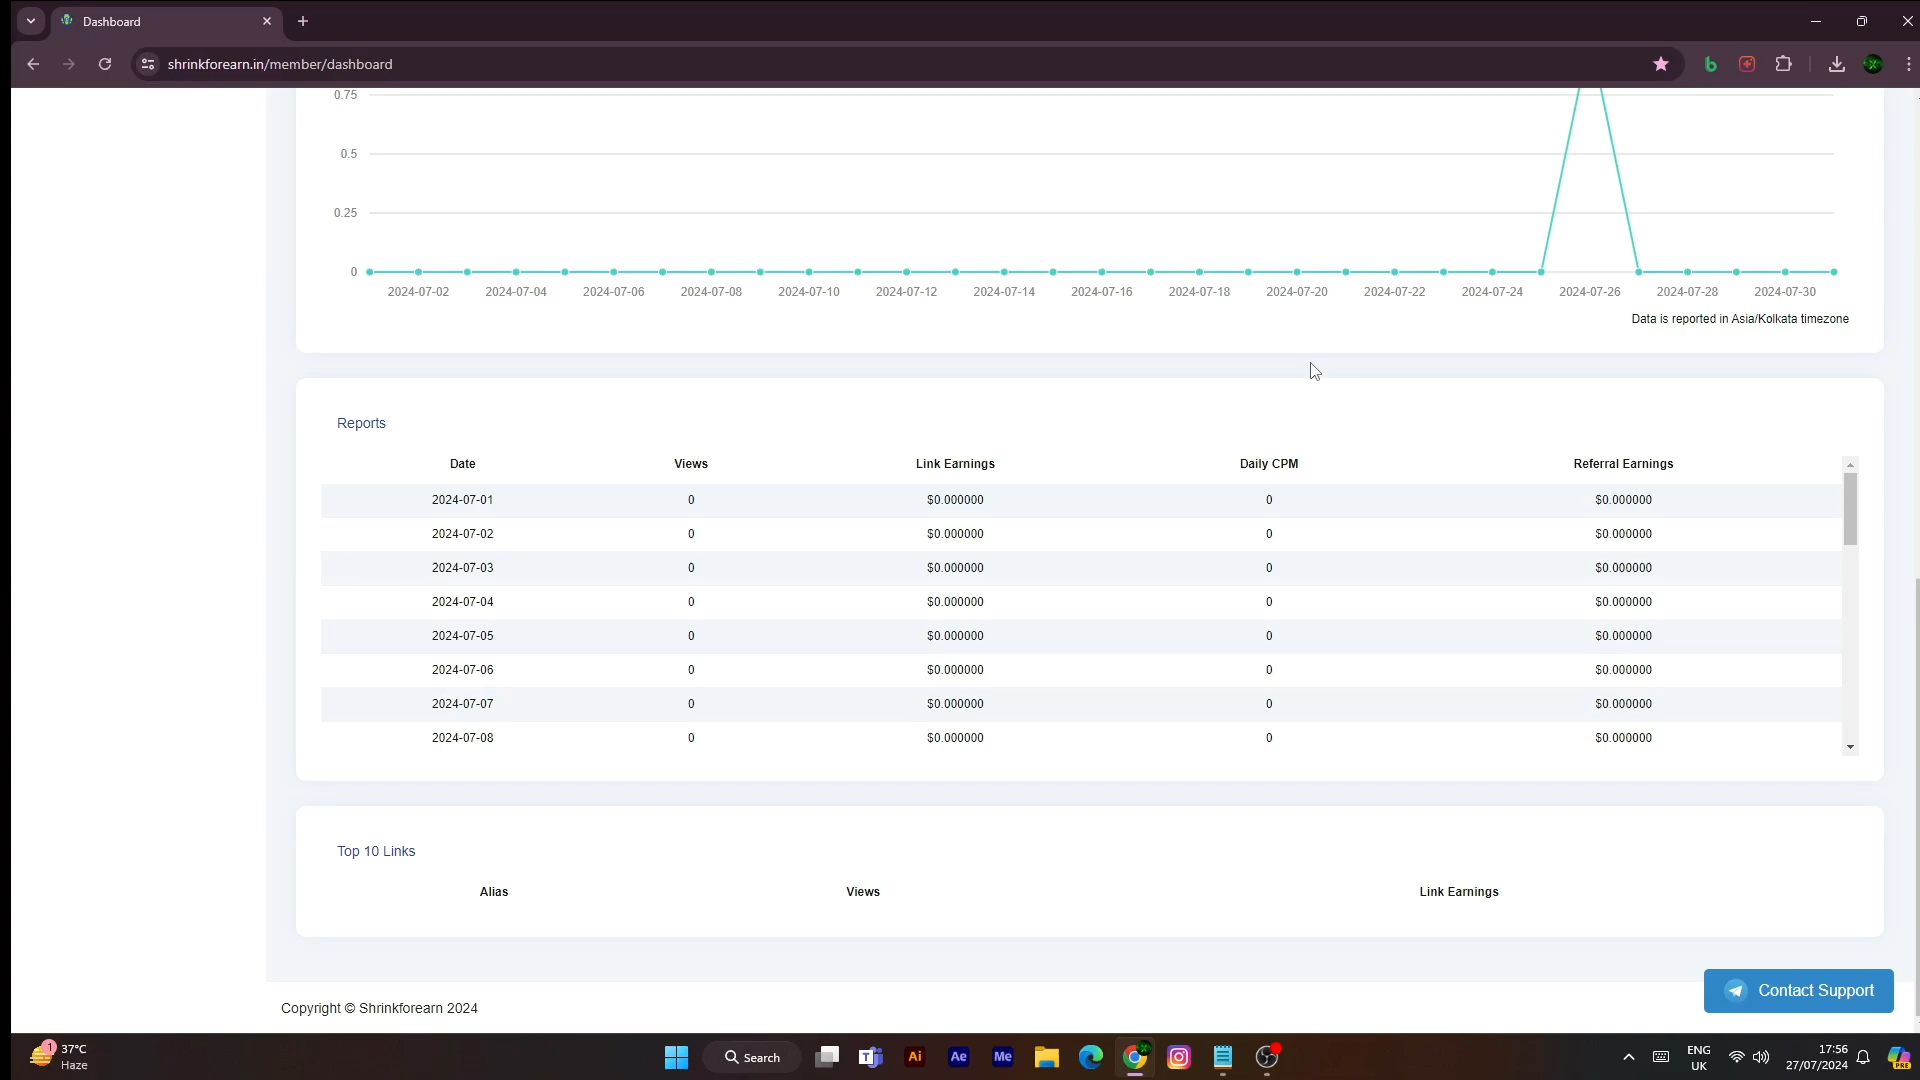 Dashboard
shrinkforearn.in/member/dashboard
0.75
0.5
0.25
0
2024-07-02 2024-07-04 2024-07-06 2024-07-08 2024-07-10 2024-07-12 2024-07-14 2024-07-16 2024-07-18 2024-07-20 2024-07-22 2024-07-24 2024-07-26 2024-07-28 2024-07-30
Data is reported in Asia/Kolkata timezone
Reports
Date Views Link Earnings Daily CPM Referral Earnings
2024-07-01 0 $0.000000 0 $0.000000
2024-07-02 0 $0.000000 0 $0.000000
2024-07-03 0 $0.000000 0 $0.000000
2024-07-04 0 $0.000000 0 $0.000000
2024-07-05 0 $0.000000 0 $0.000000
2024-07-06 0 $0.000000 0 $0.000000
2024-07-07 0 $0.000000 0 $0.000000
2024-07-08 0 $0.000000 0 $0.000000
Top 10 Links
Alias Views Link Earnings
Contact Support
Copyright © Shrinkforearn 2024
1 37°C
Haze
Search
Ai
Ae
Me
ENG
UK
17:56
27/07/2024
PRE